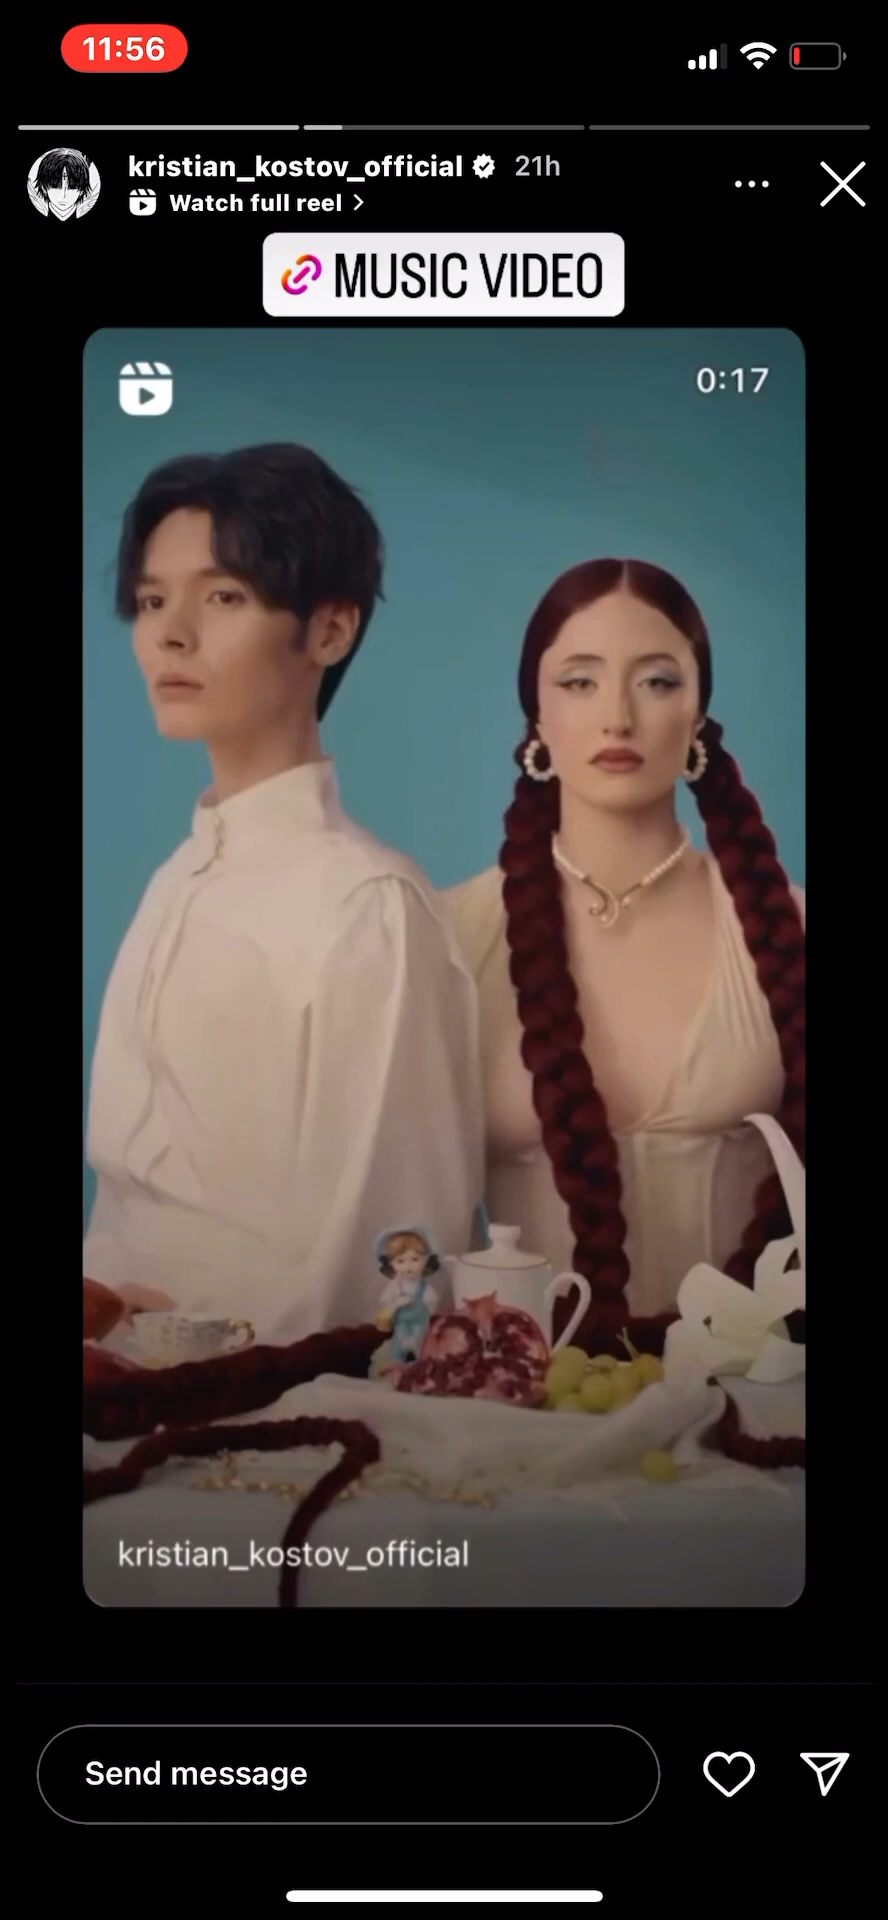 11:56
kristian_kostov_official 21h
Watch full reel >
MUSIC VIDEO
0:17
kristian_kostov_official
Send message